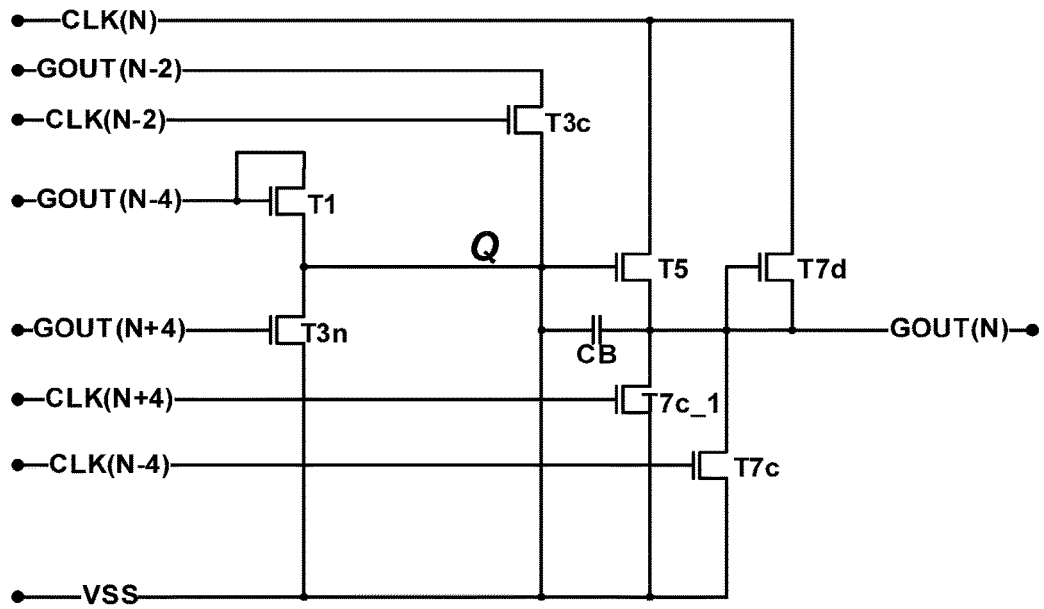 CLK(N)
GOUT(N-2)
CLK(N-2)
T3c
GOUT(N-4)
T1
Q
T5
T7d
GOUT(N+4)
T3n
CB
GOUT(N)
CLK(N+4)
T7c_1
CLK(N-4)
T7c
VSS